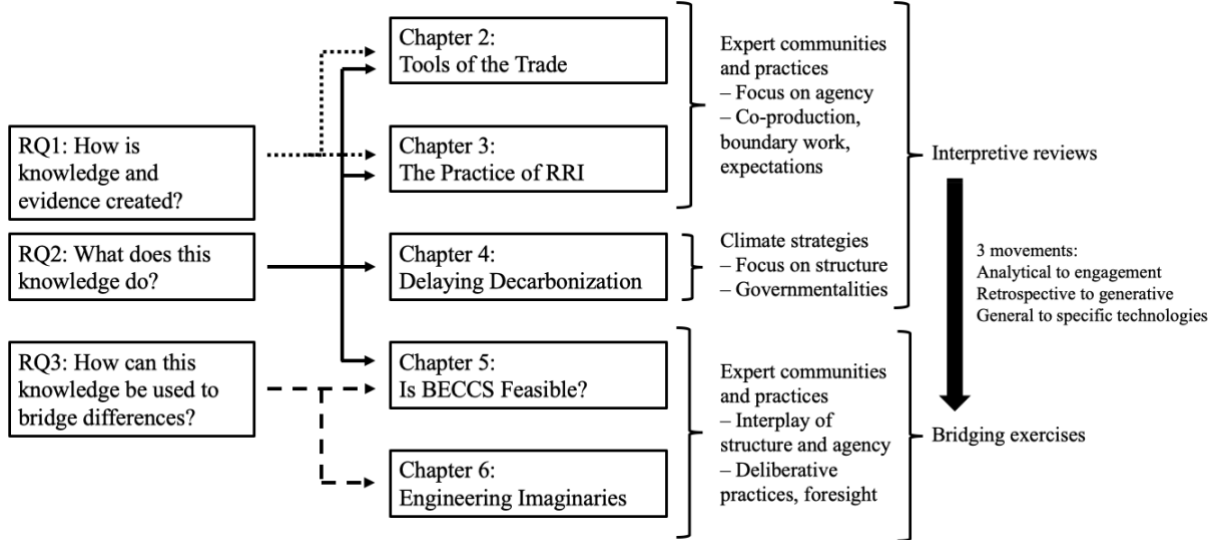 RQ1: How is
knowledge and
evidence created?
RQ2: What does this
knowledge do?
RQ3: How can this
knowledge be used to
bridge differences?
Chapter 2:
Tools of the Trade
Chapter 3:
The Practice of RRI
Chapter 4:
Delaying Decarbonization
Chapter 5:
Is BECCS Feasible?
Chapter 6:
Engineering Imaginaries
Expert communities
and practices
– Focus on agency
– Co-production,
boundary work,
expectations
Climate strategies
– Focus on structure
– Governmentalities
Expert communities
and practices
– Interplay of
structure and agency
– Deliberative
practices, foresight
Interpretive reviews
3 movements:
Analytical to engagement
Retrospective to generative
General to specific technologies
Bridging exercises